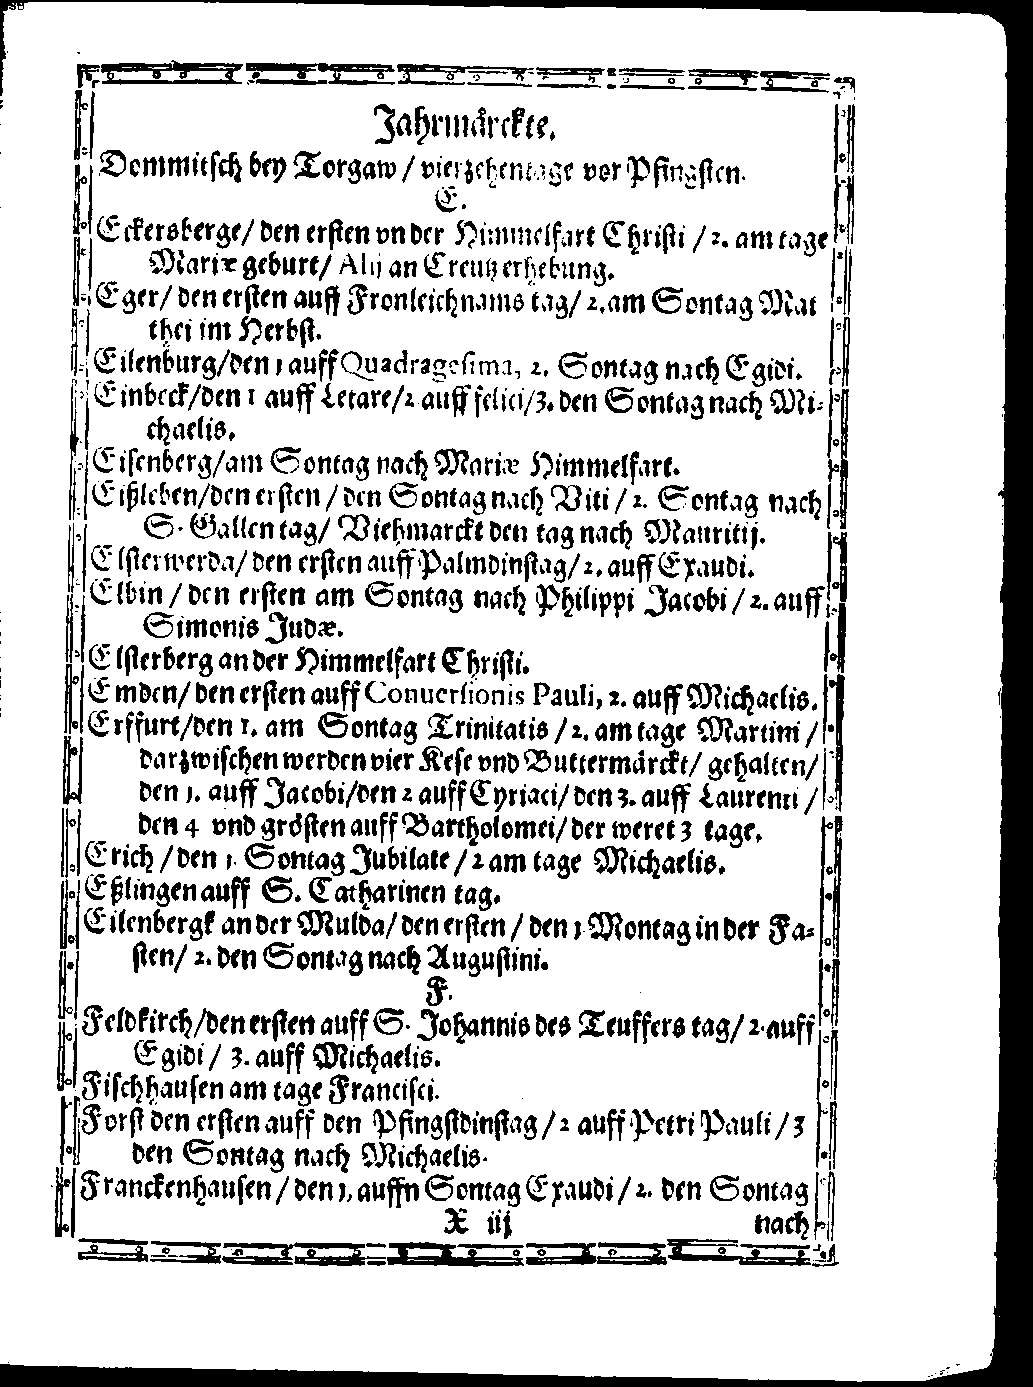 Jahrmärckte.
Dommitsch bey Torgaw / vierzehentage vor Pfingsten.
E.
Eckersberge/ den ersten vnder Himmelfart Christi / 2. am tage
Mariæ geburt/ Alij an Creutzerhebung.
Eger/ den ersten auff Fronleichnams tag/ 2. am Sontag Mat
thei im Herbst.
Eilenburg/den 1 auff Quadragesima, 2. Sontag nach Egidi.
Einbeck/den 1 auff Letare/2 auff felici/3. den Sontag nach Mi-
chaelis.
Eisenberg/am Sontag nach Mariæ Himmelfart.
Eißleben/den ersten / den Sontag nach Viti / 2. Sontag nach
S. Gallen tag/ Viehmarckt den tag nach Mauritij.
Elsterwerda/ den ersten auff Palmdinstag/ 2. auff Exaudi.
Elbin / den ersten am Sontag nach Philippi Jacobi / 2. auff
Simonis Judæ.
Elsterberg an der Himmelfart Christi.
Emden/ den ersten auff Conuersionis Pauli, 2. auff Michaelis.
Erffurt/den 1. am Sontag Trinitatis / 2. am tage Martini /
darzwischen werden vier Kese vnd Buttermärckt/ gehalten/
den 1. auff Jacobi/den 2 auff Cyriaci/ den 3. auff Laurenti /
den 4 vnd grösten auff Bartholomei/ der weret 3 tage.
Erich / den 1. Sontag Jubilate / 2 am tage Michaelis.
Eßlingen auff S. Catharinen tag.
Eilenbergk an der Mulda/ den ersten / den 1 Montag in der Fa-
sten/ 2. den Sontag nach Augustini.
F.
Feldkirch/den ersten auff S. Johannis des Teuffers tag/ 2. auff
Egidi / 3. auff Michaelis.
Fischhausen am tage Francisci.
Forst den ersten auff den Pfingstdinstag / 2 auff Petri Pauli / 3
den Sontag nach Michaelis.
Franckenhausen / den 1, auffn Sontag Exaudi / 2. den Sontag
X iij nach